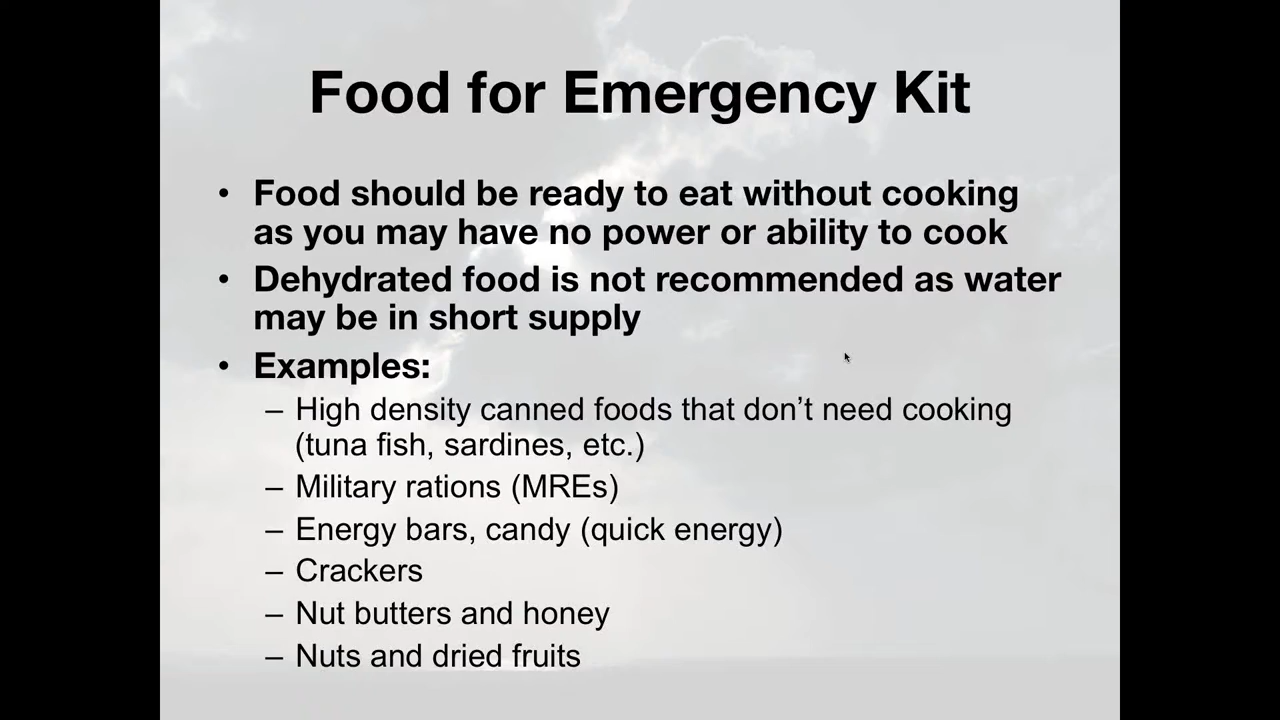 Food for Emergency Kit
• Food should be ready to eat without cooking
as you may have no power or ability to cook
• Dehydrated food is not recommended as water
may be in short supply
• Examples:
– High density canned foods that don’t need cooking
(tuna fish, sardines, etc.)
– Military rations (MREs)
– Energy bars, candy (quick energy)
– Crackers
– Nut butters and honey
– Nuts and dried fruits